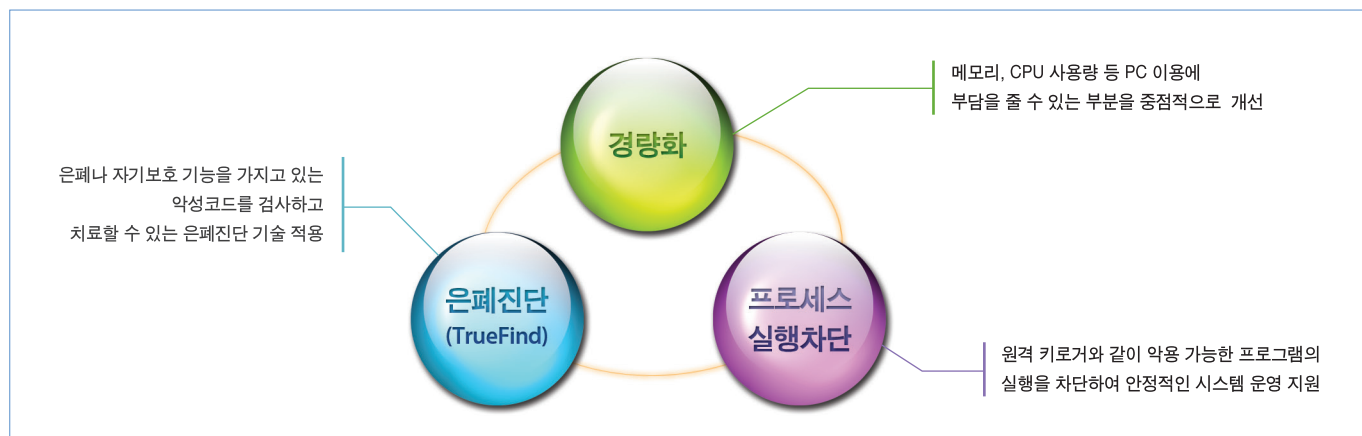 경량화
메모리, CPU 사용량 등 PC 이용에
부담을 줄 수 있는 부분을 중점적으로 개선
은폐나 자기보호 기능을 가지고 있는
악성코드를 검사하고
치료할 수 있는 은폐진단 기술 적용
은폐진단
(TrueFind)
프로세스
실행차단
원격 키로거와 같이 악용 가능한 프로그램의
실행을 차단하여 안정적인 시스템 운영 지원